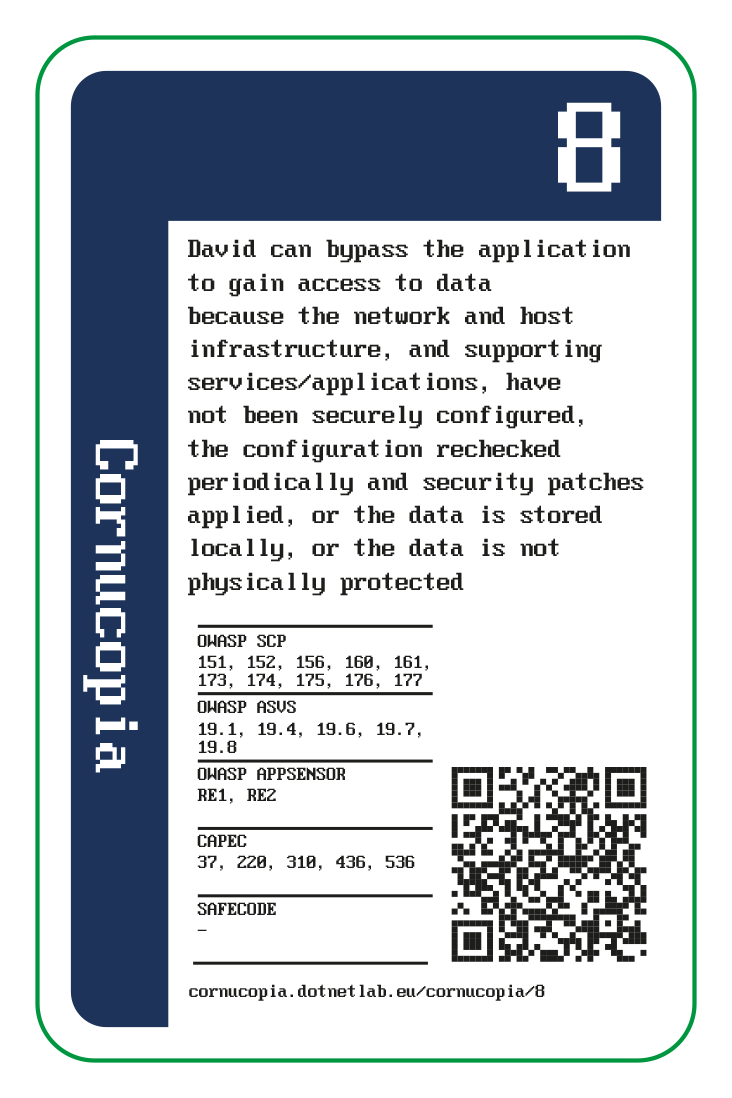 8
Cornucopia
David can bypass the application
to gain access to data
because the network and host
infrastructure, and supporting
services/applications, have
not been securely configured,
the configuration rechecked
periodically and security patches
applied, or the data is stored
locally, or the data is not
physically protected
OWASP SCP
151, 152, 156, 160, 161,
173, 174, 175, 176, 177
OWASP ASVS
19.1, 19.4, 19.6, 19.7,
19.8
OWASP APPSENSOR
RE1, RE2
CAPEC
37, 220, 310, 436, 536
SAFECODE
–
cornucopia.dotnetlab.eu/cornucopia/8